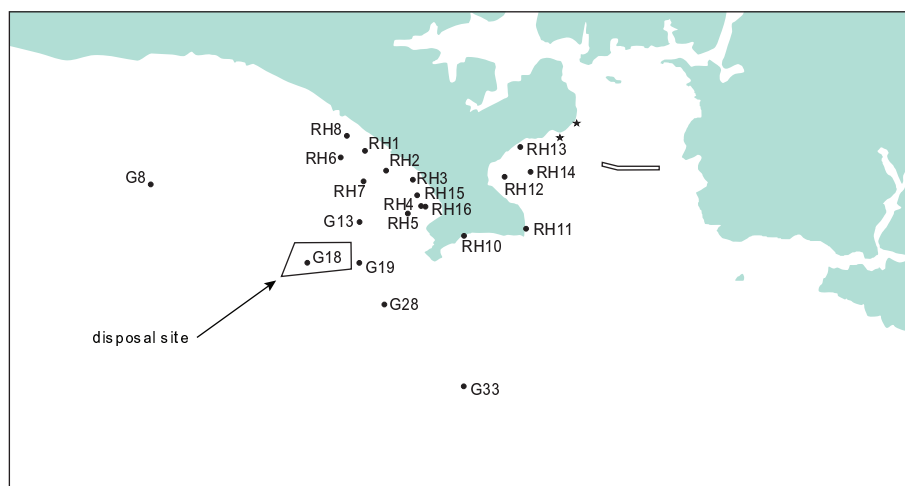 RH8
RH1
RH13
RH6
RH2
RH14
G8
RH3
RH12
RH7
RH15
RH4
RH16
G13
RH5
RH11
RH10
G18
G19
G28
disposal site
G33